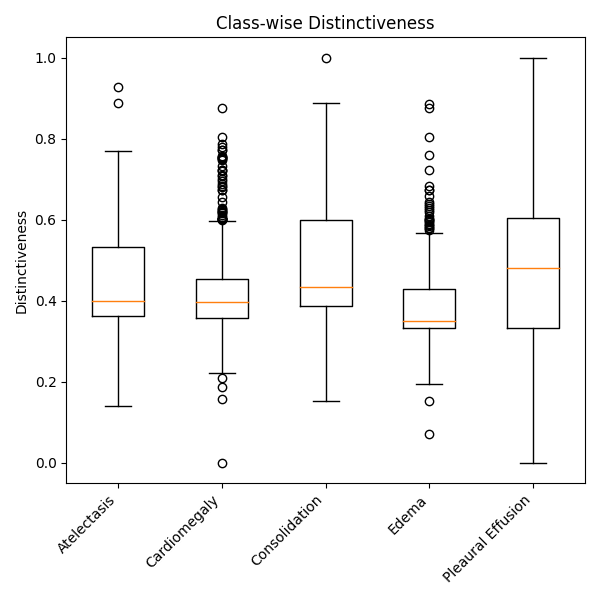 Class-wise Distinctiveness
Distinctiveness
1.0
0.8
0.6
0.4
0.2
0.0
Atelectasis
Cardiomegaly
Consolidation
Edema
Pleaural Effusion